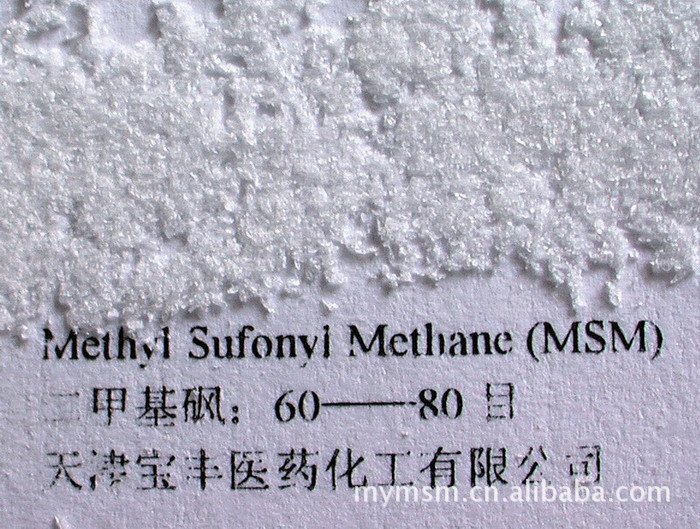 Methyl Sufonyl Methane (MSM)
二甲基砜：60——80 目
天津宝丰医药化工有限公司
mymsm.cn.alibaba.com